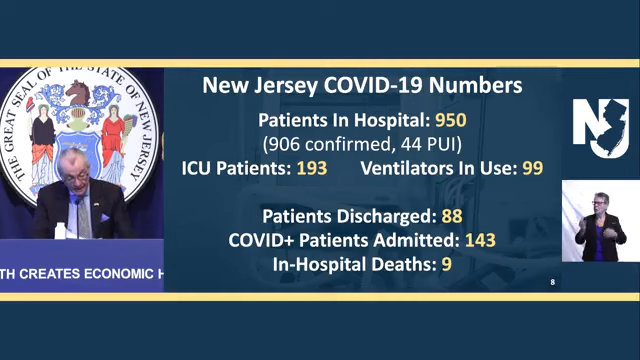 THE GREAT SEAL OF THE STATE OF NEW JERSEY
TH CREATES ECONOMIC H
New Jersey COVID-19 Numbers
Patients In Hospital: 950
(906 confirmed, 44 PUI)
ICU Patients: 193 Ventilators In Use: 99
Patients Discharged: 88
COVID+ Patients Admitted: 143
In-Hospital Deaths: 9
8
NJ